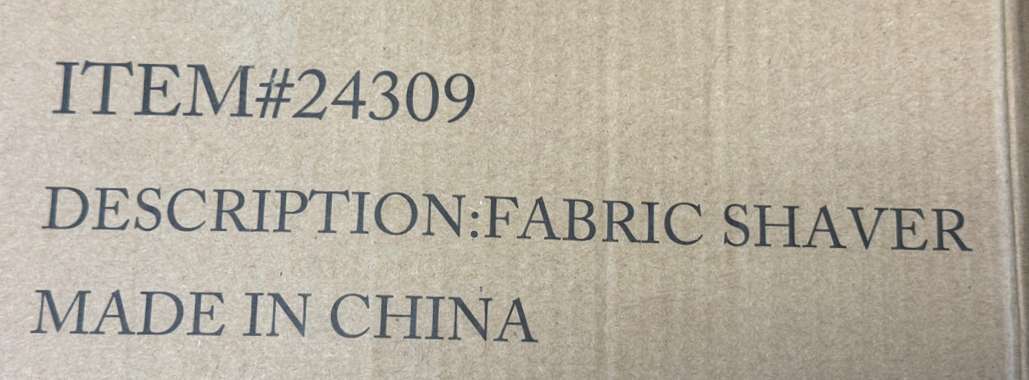 ITEM#24309
DESCRIPTION:FABRIC SHAVER
MADE IN CHINA